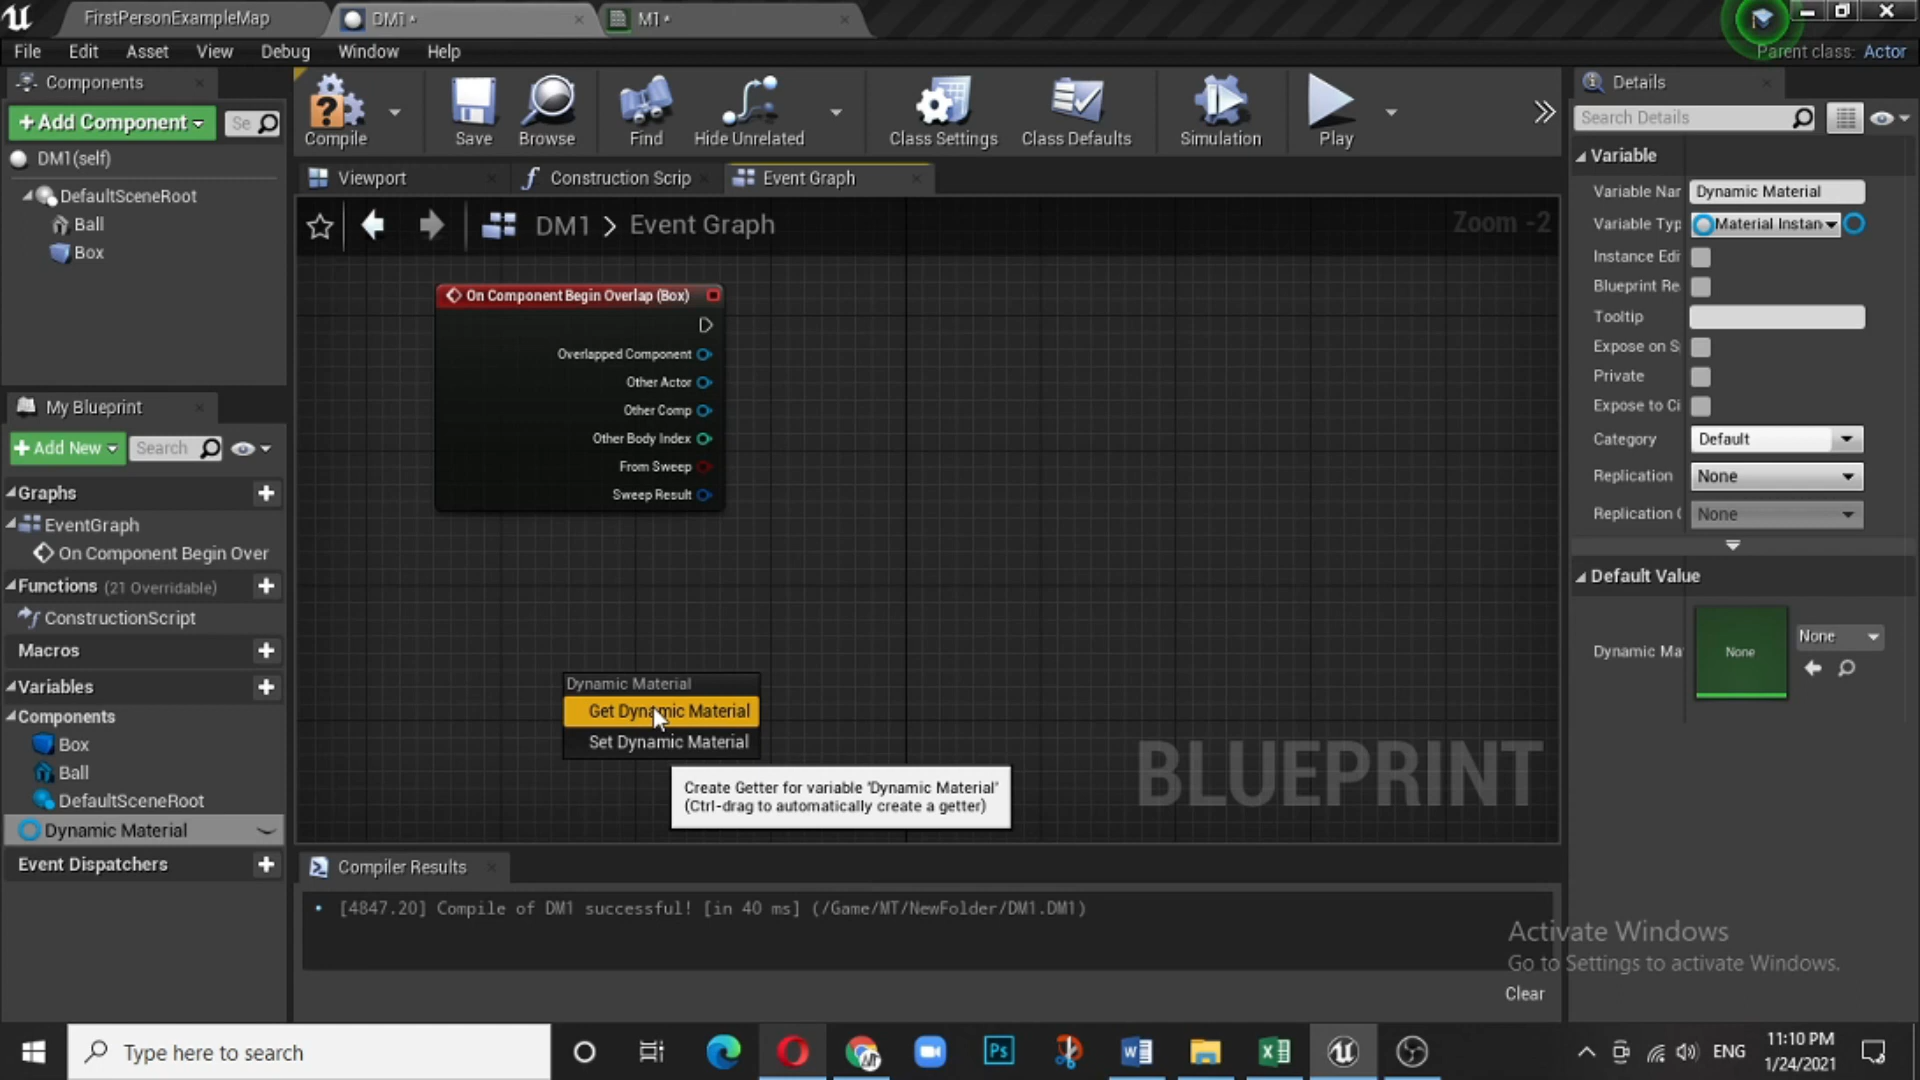 FirstPersonExampleMap
DM1*
M1*
File Edit Asset View Debug Window Help
Parent class: Actor
Components
+Add Component
Se
DM1(self)
DefaultSceneRoot
Ball
Box
Compile
Save
Browse
Find
Hide Unrelated
Class Settings
Class Defaults
Simulation
Play
Viewport
Construction Scrip
Event Graph
DM1 > Event Graph
Zoom -2
On Component Begin Overlap (Box)
Overlapped Component
Other Actor
Other Comp
Other Body Index
From Sweep
Sweep Result
Dynamic Material
Get Dynamic Material
Set Dynamic Material
Create Getter for variable 'Dynamic Material'
(Ctrl-drag to automatically create a getter)
BLUEPRINT
My Blueprint
+Add New
Search
Graphs
EventGraph
On Component Begin Over
Functions (21 Overridable)
ConstructionScript
Macros
Variables
Components
Box
Ball
DefaultSceneRoot
Dynamic Material
Event Dispatchers
Compiler Results
[4847.20] Compile of DM1 successful! [in 40 ms] (/Game/MT/NewFolder/DM1.DM1)
Clear
Details
Search Details
Variable
Variable Nar Dynamic Material
Variable Typ Material Instan
Instance Edi
Blueprint Re
Tooltip
Expose on S
Private
Expose to Ci
Category Default
Replication None
Replication C None
Default Value
Dynamic Ma None None
Activate Windows
Go to Settings to activate Windows.
Type here to search
Ps
ENG
11:10 PM
1/24/2021